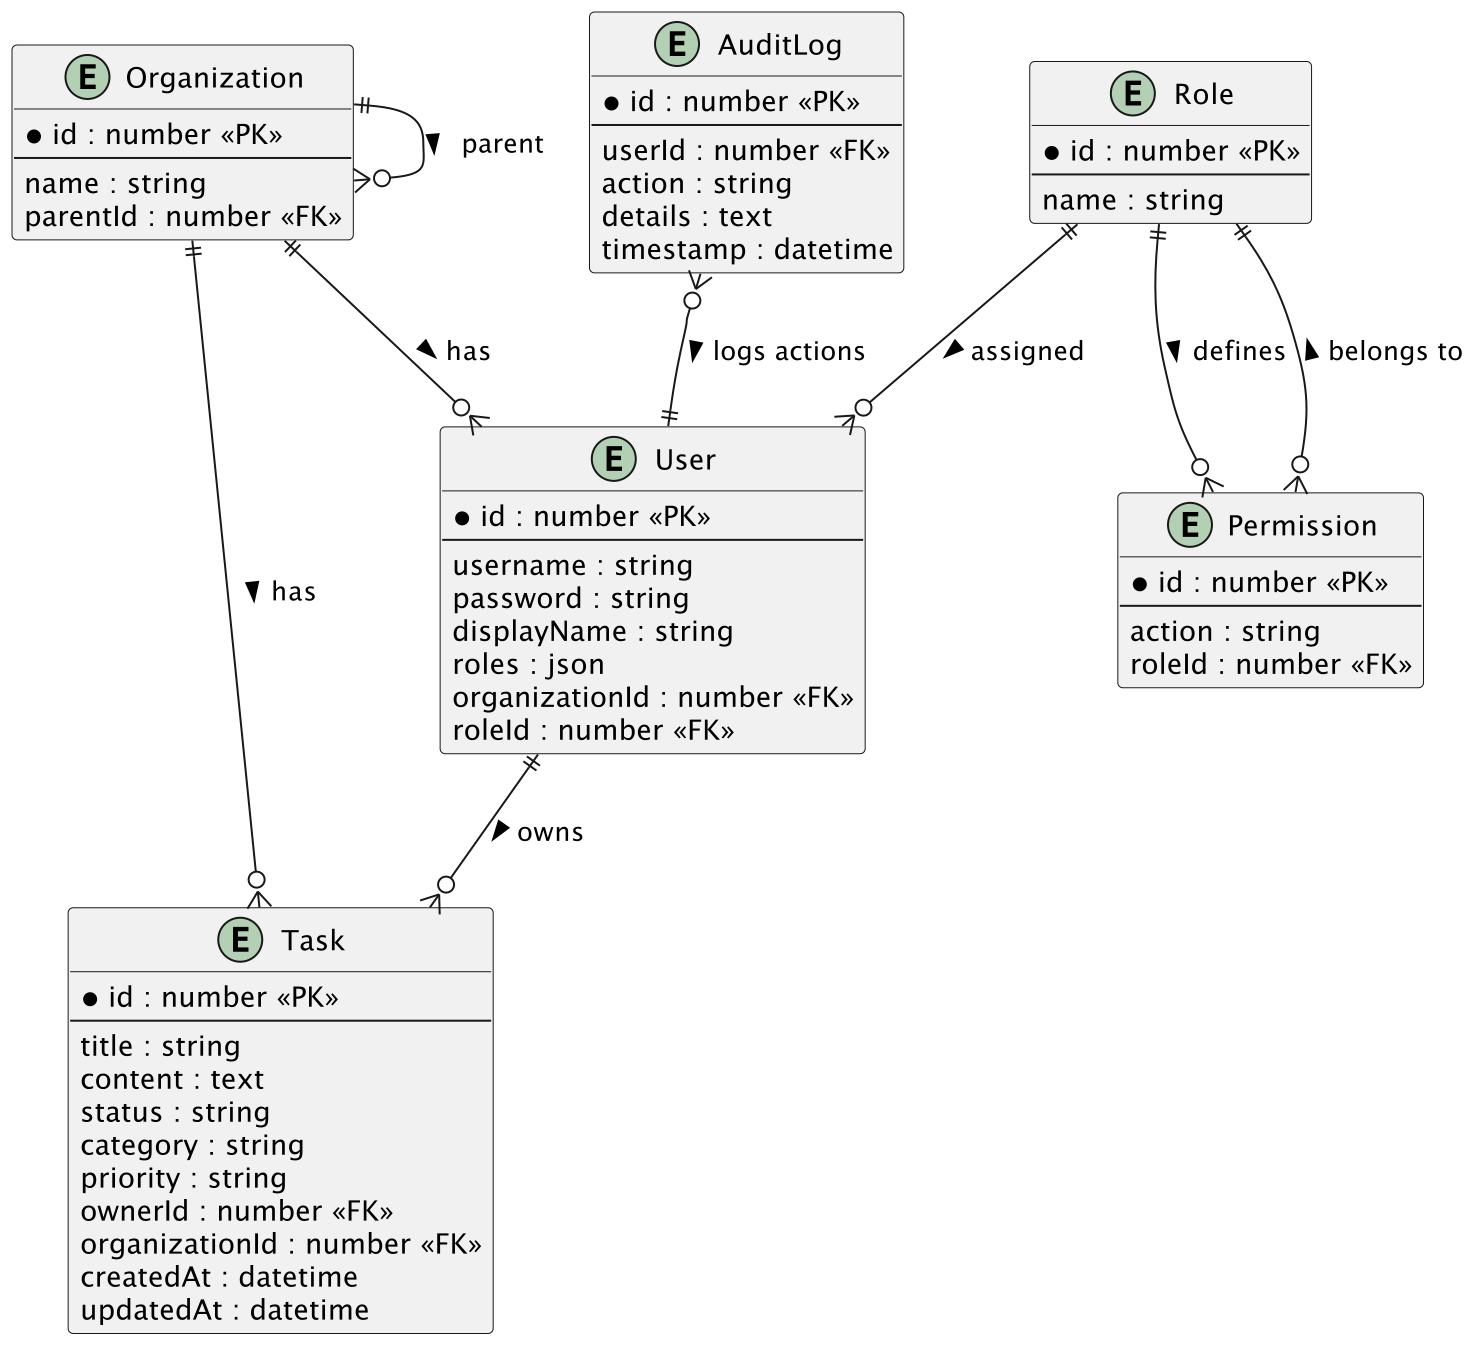 E Organization
id : number «PK»
name : string
parentId : number «FK»
parent
E AuditLog
id : number «PK»
userId : number «FK»
action : string
details : text
timestamp : datetime
E Role
id : number «PK»
name : string
has
logs actions
assigned
defines
belongs to
E User
id : number «PK»
username : string
password : string
displayName : string
roles : json
organizationId : number «FK»
roleId : number «FK»
E Permission
id : number «PK»
action : string
roleId : number «FK»
has
owns
E Task
id : number «PK»
title : string
content : text
status : string
category : string
priority : string
ownerId : number «FK»
organizationId : number «FK»
createdAt : datetime
updatedAt : datetime